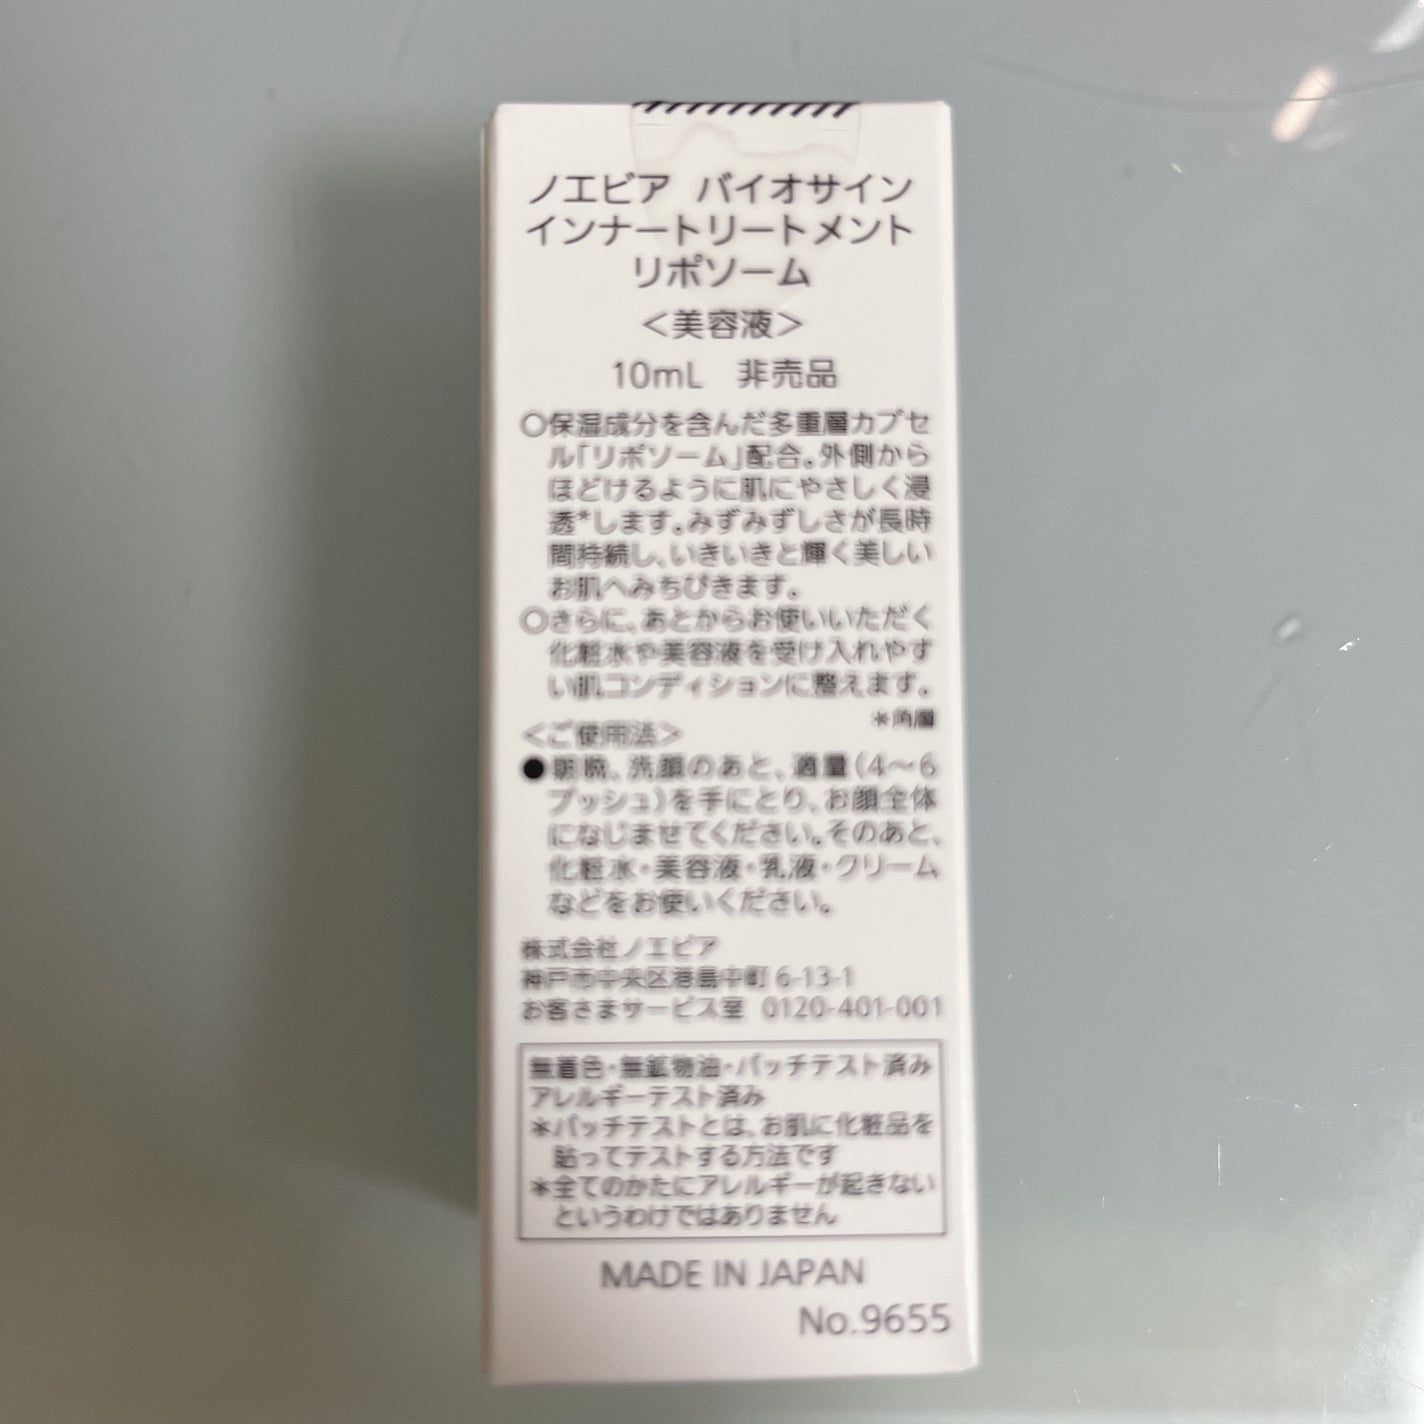 ノエビア バイオサイン
インナートリートメント
リポソーム
＜美容液＞
10mL 非売品
○保湿成分を含んだ多重層カプセ
ル「リポソーム」配合。外側から
ほどけるように肌にやさしく浸
透*します。みずみずしさが長時
間持続し、いきいきと輝く美しい
お肌へみちびきます。
○さらに、あとからお使いいただく
化粧水や美容液を受け入れやす
い肌コンディションに整えます。
*角層
＜ご使用法＞
●朝晩、洗顔のあと、適量(4〜6
プッシュ)を手にとり、お顔全体
になじませてください。そのあと、
化粧水・美容液・乳液・クリーム
などをお使いください。
株式会社ノエビア
神戸市中央区港島中町 6-13-1
お客さまサービス室 0120-401-001
無着色・無鉱物油・パッチテスト済み
アレルギーテスト済み
*パッチテストとは、お肌に化粧品を
貼ってテストする方法です
*全てのかたにアレルギーが起きない
というわけではありません
MADE IN JAPAN
No.9655